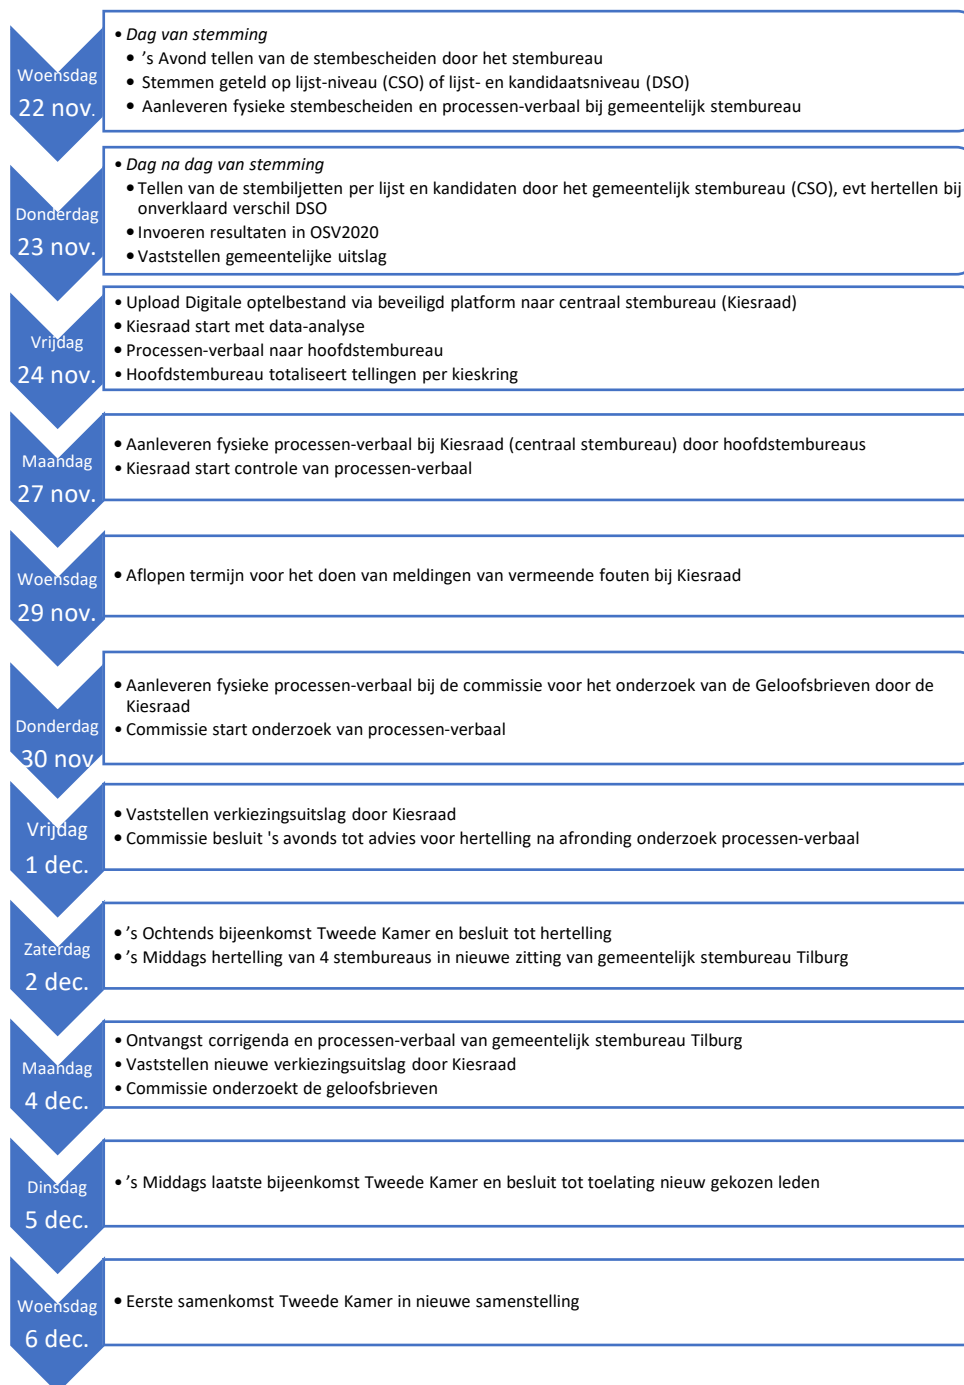 Woensdag
22 nov.
• Dag van stemming
• ’s Avond tellen van de stembescheiden door het stembureau
• Stemmen geteld op lijst-niveau (CSO) of lijst- en kandidaatsniveau (DSO)
• Aanleveren fysieke stembescheiden en processen-verbaal bij gemeentelijk stembureau
Donderdag
23 nov.
• Dag na dag van stemming
• Tellen van de stembiljetten per lijst en kandidaten door het gemeentelijk stembureau (CSO), evt hertellen bij
onverklaard verschil DSO
• Invoeren resultaten in OSV2020
• Vaststellen gemeentelijke uitslag
Vrijdag
24 nov.
• Upload Digitale optelbestand via beveiligd platform naar centraal stembureau (Kiesraad)
• Kiesraad start met data-analyse
• Processen-verbaal naar hoofdstembureau
• Hoofdstembureau totaliseert tellingen per kieskring
Maandag
27 nov.
• Aanleveren fysieke processen-verbaal bij Kiesraad (centraal stembureau) door hoofdstembureaus
• Kiesraad start controle van processen-verbaal
Woensdag
29 nov.
• Aflopen termijn voor het doen van meldingen van vermeende fouten bij Kiesraad
Donderdag
30 nov
• Aanleveren fysieke processen-verbaal bij de commissie voor het onderzoek van de Geloofsbrieven door de
Kiesraad
• Commissie start onderzoek van processen-verbaal
Vrijdag
1 dec.
• Vaststellen verkiezingsuitslag door Kiesraad
• Commissie besluit 's avonds tot advies voor hertelling na afronding onderzoek processen-verbaal
Zaterdag
2 dec.
• ’s Ochtends bijeenkomst Tweede Kamer en besluit tot hertelling
• ’s Middags hertelling van 4 stembureaus in nieuwe zitting van gemeentelijk stembureau Tilburg
Maandag
4 dec.
• Ontvangst corrigenda en processen-verbaal van gemeentelijk stembureau Tilburg
• Vaststellen nieuwe verkiezingsuitslag door Kiesraad
• Commissie onderzoekt de geloofsbrieven
Dinsdag
5 dec.
• ’s Middags laatste bijeenkomst Tweede Kamer en besluit tot toelating nieuw gekozen leden
Woensdag
6 dec.
• Eerste samenkomst Tweede Kamer in nieuwe samenstelling